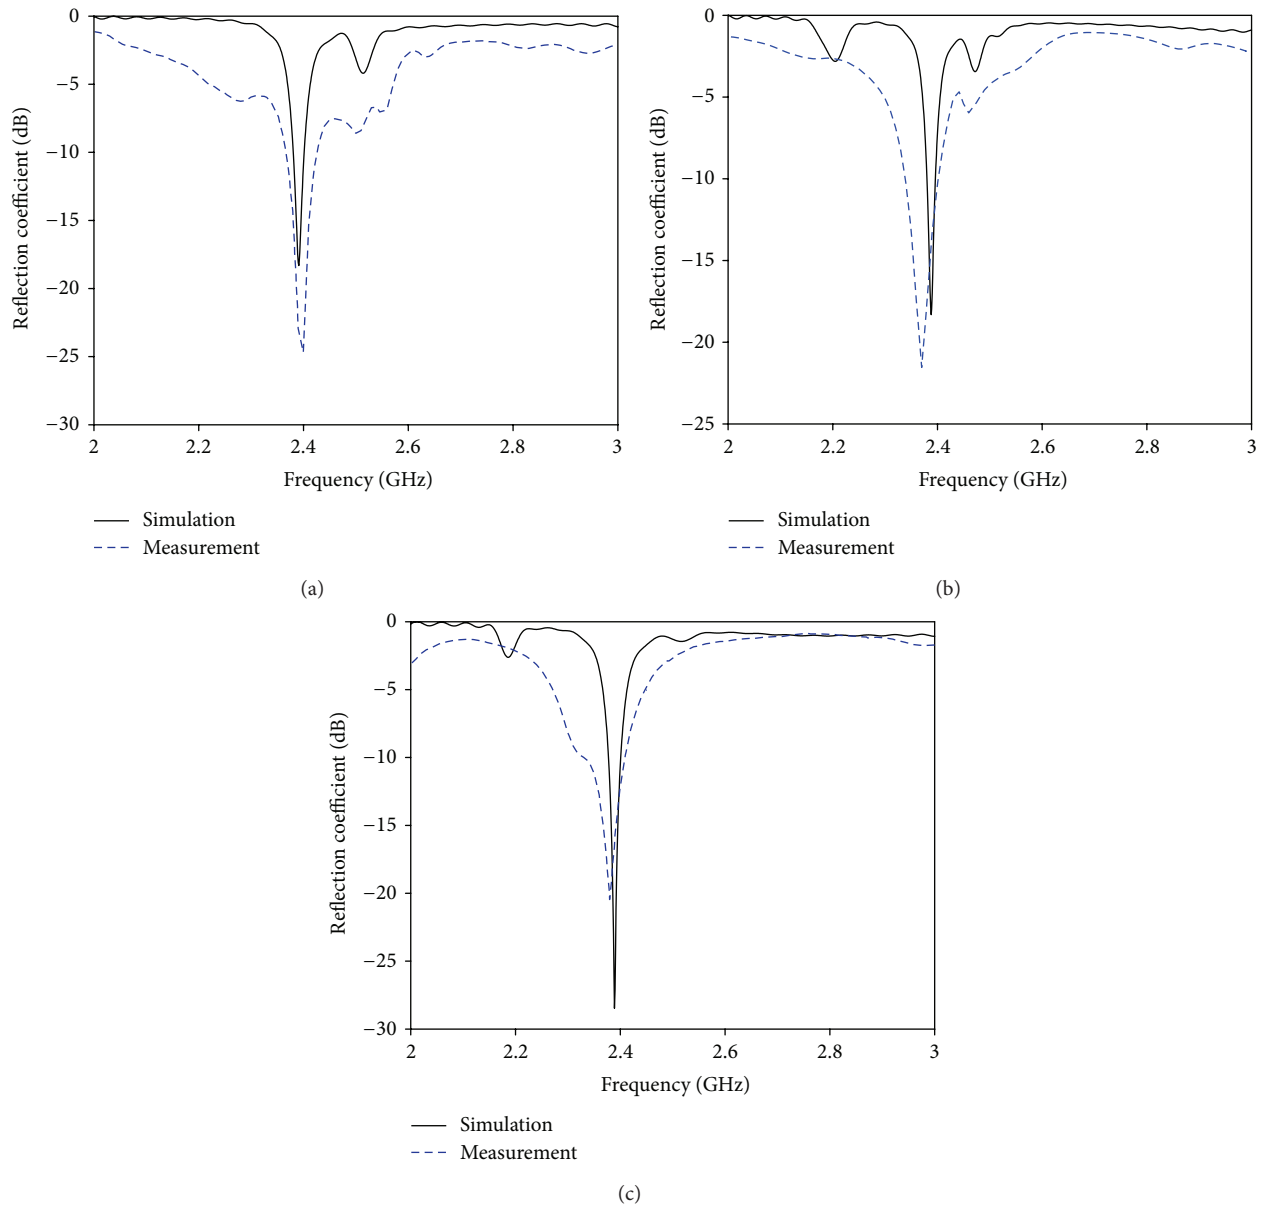 0
−5
−10
−15
−20
−25
−30
Reflection coefficient (dB)
2 2.2 2.4 2.6 2.8 3
Frequency (GHz)
Simulation
Measurement
(a)
0
−5
−10
−15
−20
−25
Reflection coefficient (dB)
2 2.2 2.4 2.6 2.8 3
Frequency (GHz)
Simulation
Measurement
(b)
0
−5
−10
−15
−20
−25
−30
Reflection coefficient (dB)
2 2.2 2.4 2.6 2.8 3
Frequency (GHz)
Simulation
Measurement
(c)